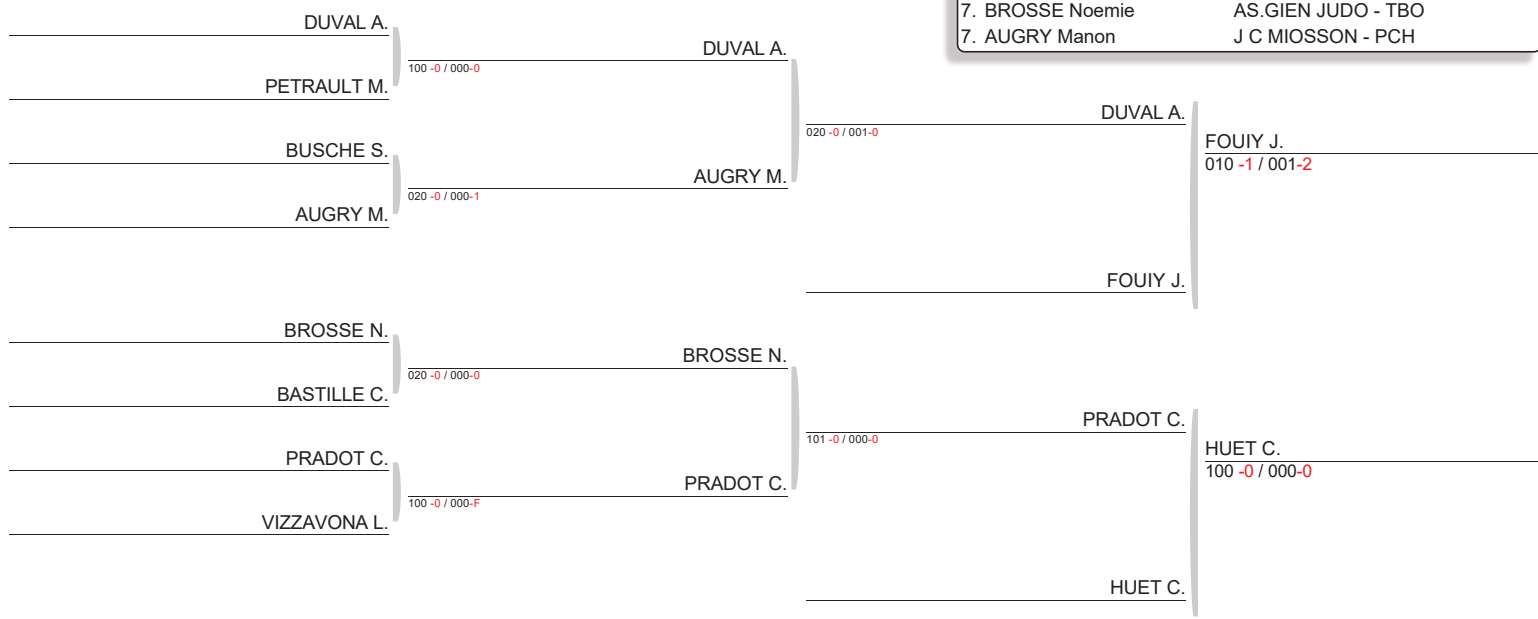 7. BROSSE Noemie AS.GIEN JUDO - TBO
7. AUGRY Manon J C MIOSSON - PCH
DUVAL A.
PETRAULT M.
BUSCHE S.
AUGRY M.
BROSSE N.
BASTILLE C.
PRADOT C.
VIZZAVONA L.
DUVAL A.
100 -0 / 000-0
AUGRY M.
020 -0 / 000-1
BROSSE N.
020 -0 / 000-0
PRADOT C.
100 -0 / 000-F
DUVAL A.
020 -0 / 001-0
FOUIY J.
PRADOT C.
101 -0 / 000-0
HUET C.
FOUIY J.
010 -1 / 001-2
HUET C.
100 -0 / 000-0